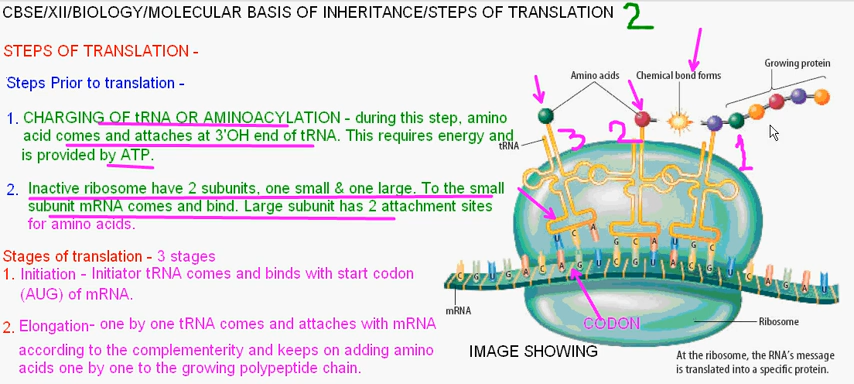 CBSE/XII/BIOLOGY/MOLECULAR BASIS OF INHERITANCE/STEPS OF TRANSLATION 2
STEPS OF TRANSLATION -
Steps Prior to translation -
1. CHARGING OF tRNA OR AMINOACYLATION - during this step, amino
acid comes and attaches at 3'OH end of tRNA. This requires energy and
is provided by ATP.
2. Inactive ribosome have 2 subunits, one small & one large. To the small
subunit mRNA comes and bind. Large subunit has 2 attachment sites
for amino acids.
Stages of translation - 3 stages
1. Initiation - Initiator tRNA comes and binds with start codon
(AUG) of mRNA.
2. Elongation- one by one tRNA comes and attaches with mRNA
according to the complementerity and keeps on adding amino
acids one by one to the growing polypeptide chain.
Growing protein
Amino acids
Chemical bond forms
3
2
1
tRNA
U C A
A G C
A G C
C G U G A C A G U C G U A U C G C U A G A U
CODON
mRNA
Ribosome
IMAGE SHOWING
At the ribosome, the RNA's message
is translated into a specific protein.